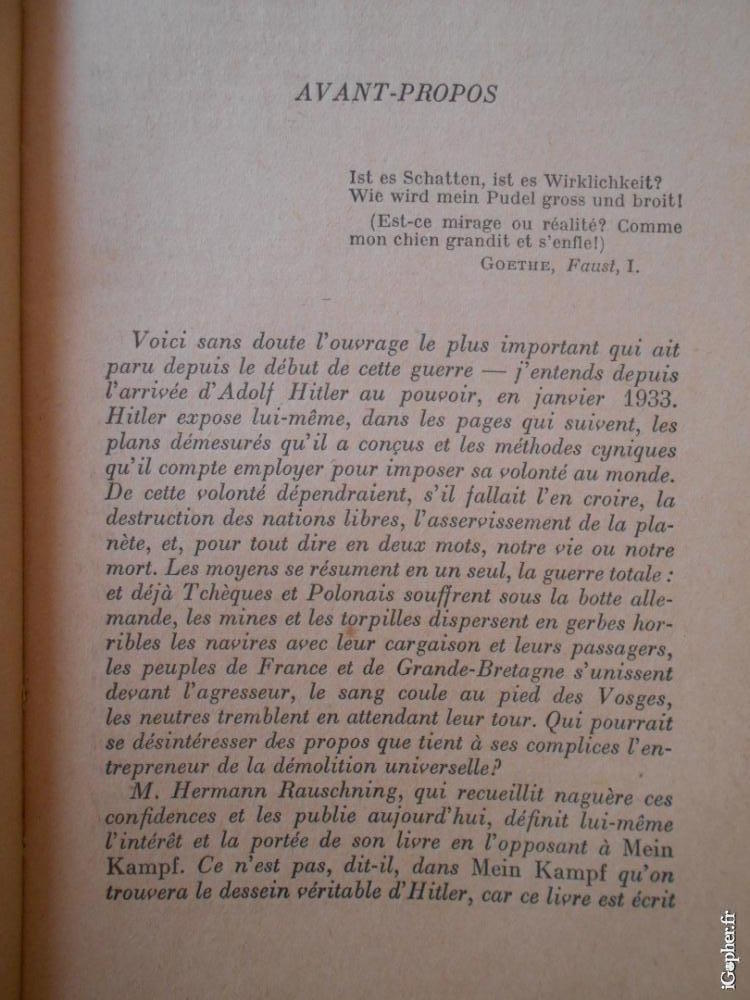 AVANT-PROPOS
Ist es Schatten, ist es Wirklichkeit?
Wie wird mein Pudel gross und broit!
(Est-ce mirage ou réalité? Comme
mon chien grandit et s'enfle!)
GOETHE, Faust, I.
Voici sans doute l'ouvrage le plus important qui ait
paru depuis le début de cette guerre — j'entends depuis
l'arrivée d'Adolf Hitler au pouvoir, en janvier 1933.
Hitler expose lui-même, dans les pages qui suivent, les
plans démesurés qu'il a conçus et les méthodes cyniques
qu'il compte employer pour imposer sa volonté au monde.
De cette volonté dépendraient, s'il fallait l'en croire, la
destruction des nations libres, l'asservissement de la pla-
nète, et, pour tout dire en deux mots, notre vie ou notre
mort. Les moyens se résument en un seul, la guerre totale :
et déjà Tchèques et Polonais souffrent sous la botte alle-
mande, les mines et les torpilles dispersent en gerbes hor-
ribles les navires avec leur cargaison et leurs passagers,
les peuples de France et de Grande-Bretagne s'unissent
devant l'agresseur, le sang coule au pied des Vosges,
les neutres tremblent en attendant leur tour. Qui pourrait
se désintéresser des propos que tient à ses complices l'en-
trepreneur de la démolition universelle?
M. Hermann Rauschning, qui recueillit naguère ces
confidences et les publie aujourd'hui, définit lui-même
l'intérêt et la portée de son livre en l'opposant à Mein
Kampf. Ce n'est pas, dit-il, dans Mein Kampf qu'on
trouvera le dessein véritable d'Hitler, car ce livre est écrit
iGopher.fr